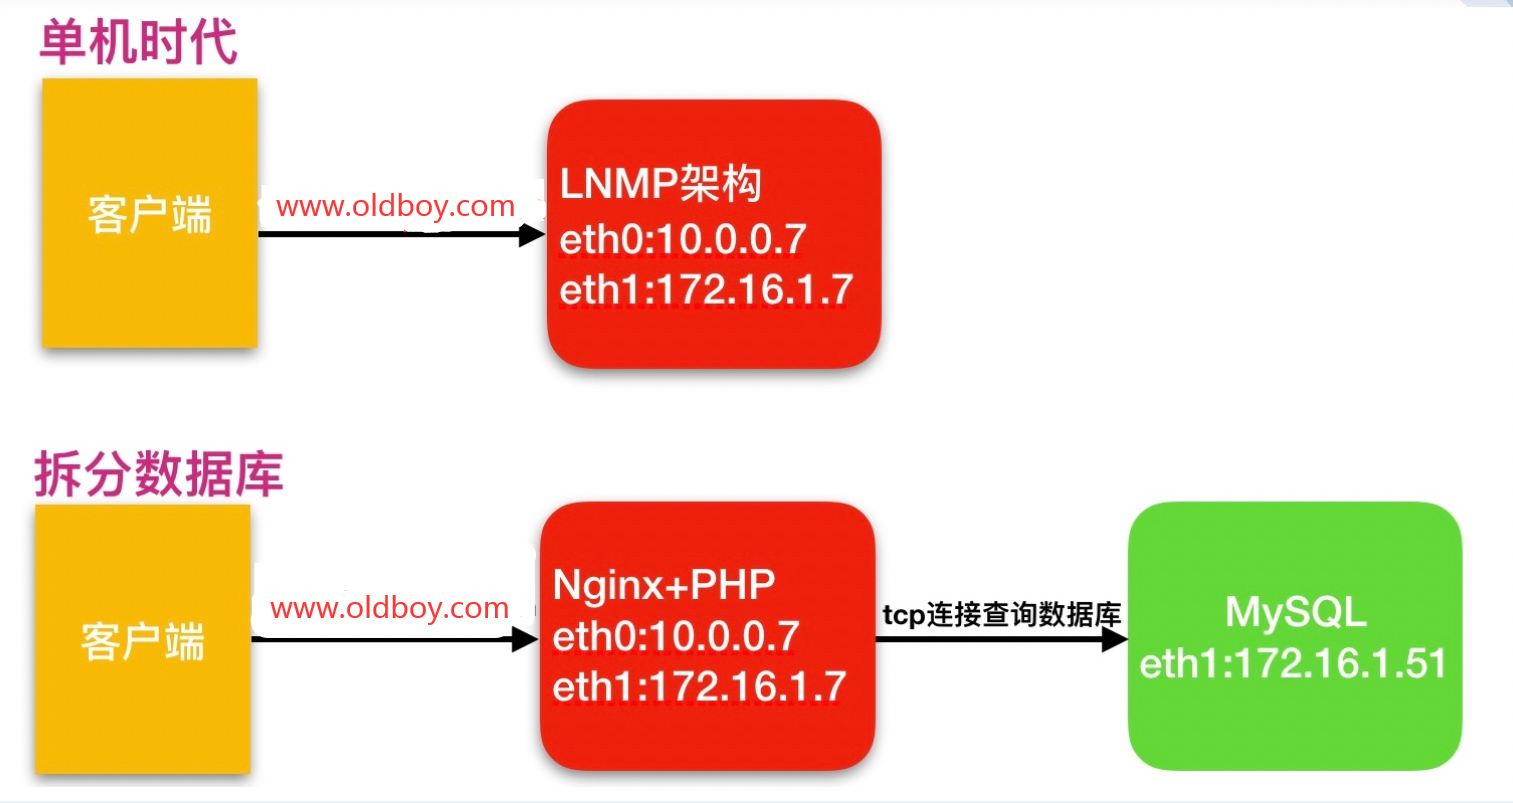 单机时代
客户端
www.oldboy.com
LNMP架构
eth0:10.0.0.7
eth1:172.16.1.7
拆分数据库
客户端
www.oldboy.com
Nginx+PHP
eth0:10.0.0.7
eth1:172.16.1.7
tcp连接查询数据库
MySQL
eth1:172.16.1.51